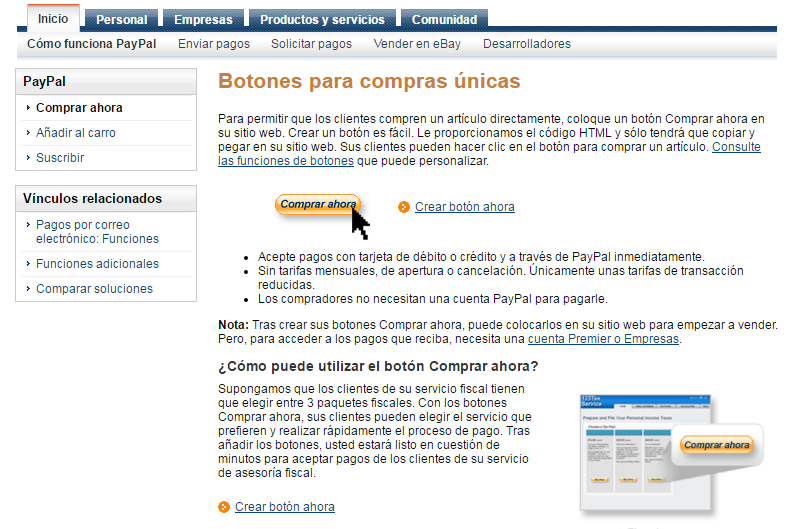 Inicio Personal Empresas Productos y servicios Comunidad
Cómo funciona PayPal Enviar pagos Solicitar pagos Vender en eBay Desarrolladores
PayPal
Comprar ahora
Añadir al carro
Suscribir
Vínculos relacionados
Pagos por correo
electrónico: Funciones
Funciones adicionales
Comparar soluciones
Botones para compras únicas
Para permitir que los clientes compren un artículo directamente, coloque un botón Comprar ahora en
su sitio web. Crear un botón es fácil. Le proporcionamos el código HTML y sólo tendrá que copiar y
pegar en su sitio web. Sus clientes pueden hacer clic en el botón para comprar un artículo. Consulte
las funciones de botones que puede personalizar.
Comprar ahora Crear botón ahora
Acepte pagos con tarjeta de débito o crédito y a través de PayPal inmediatamente.
Sin tarifas mensuales, de apertura o cancelación. Únicamente unas tarifas de transacción
reducidas.
Los compradores no necesitan una cuenta PayPal para pagarle.
Nota: Tras crear sus botones Comprar ahora, puede colocarlos en su sitio web para empezar a vender.
Pero, para acceder a los pagos que reciba, necesita una cuenta Premier o Empresas.
¿Cómo puede utilizar el botón Comprar ahora?
Supongamos que los clientes de su servicio fiscal tienen
que elegir entre 3 paquetes fiscales. Con los botones
Comprar ahora, sus clientes pueden elegir el servicio que
prefieren y realizar rápidamente el proceso de pago. Tras
añadir los botones, usted estará listo en cuestión de
minutos para aceptar pagos de los clientes de su servicio
de asesoría fiscal.
Crear botón ahora
123Tax
Service
Prepare and File Your Personal Income Taxes
Choose a Tax Plan
Comprar ahora